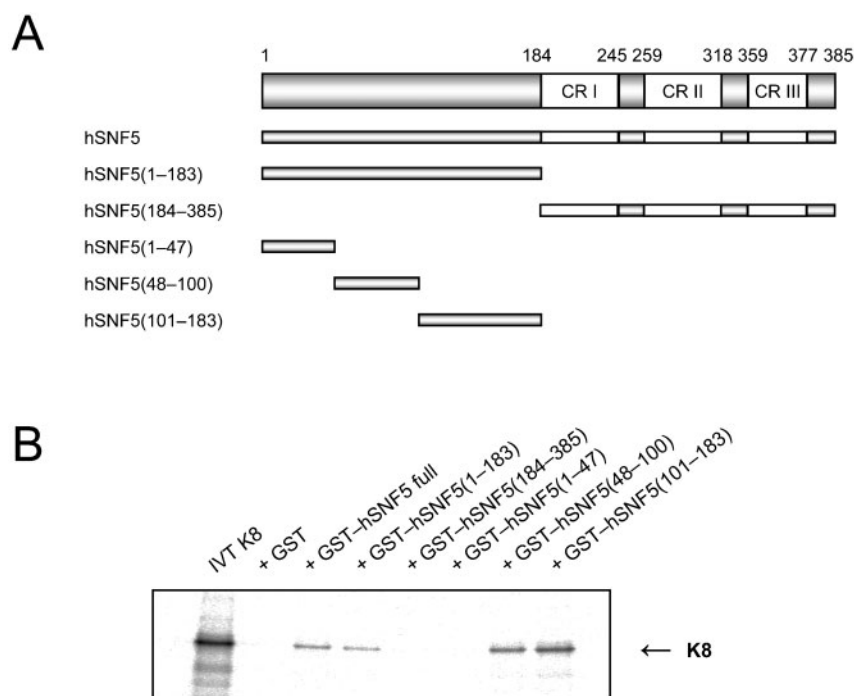 A
1 184 245 259 318 359 377 385
CR I CR II CR III
hSNF5
hSNF5(1–183)
hSNF5(184–385)
hSNF5(1–47)
hSNF5(48–100)
hSNF5(101–183)
B
IVT K8
+ GST
+ GST–hSNF5 full
+ GST–hSNF5(1–183)
+ GST–hSNF5(184–385)
+ GST–hSNF5(1–47)
+ GST–hSNF5(48–100)
+ GST–hSNF5(101–183)
← K8